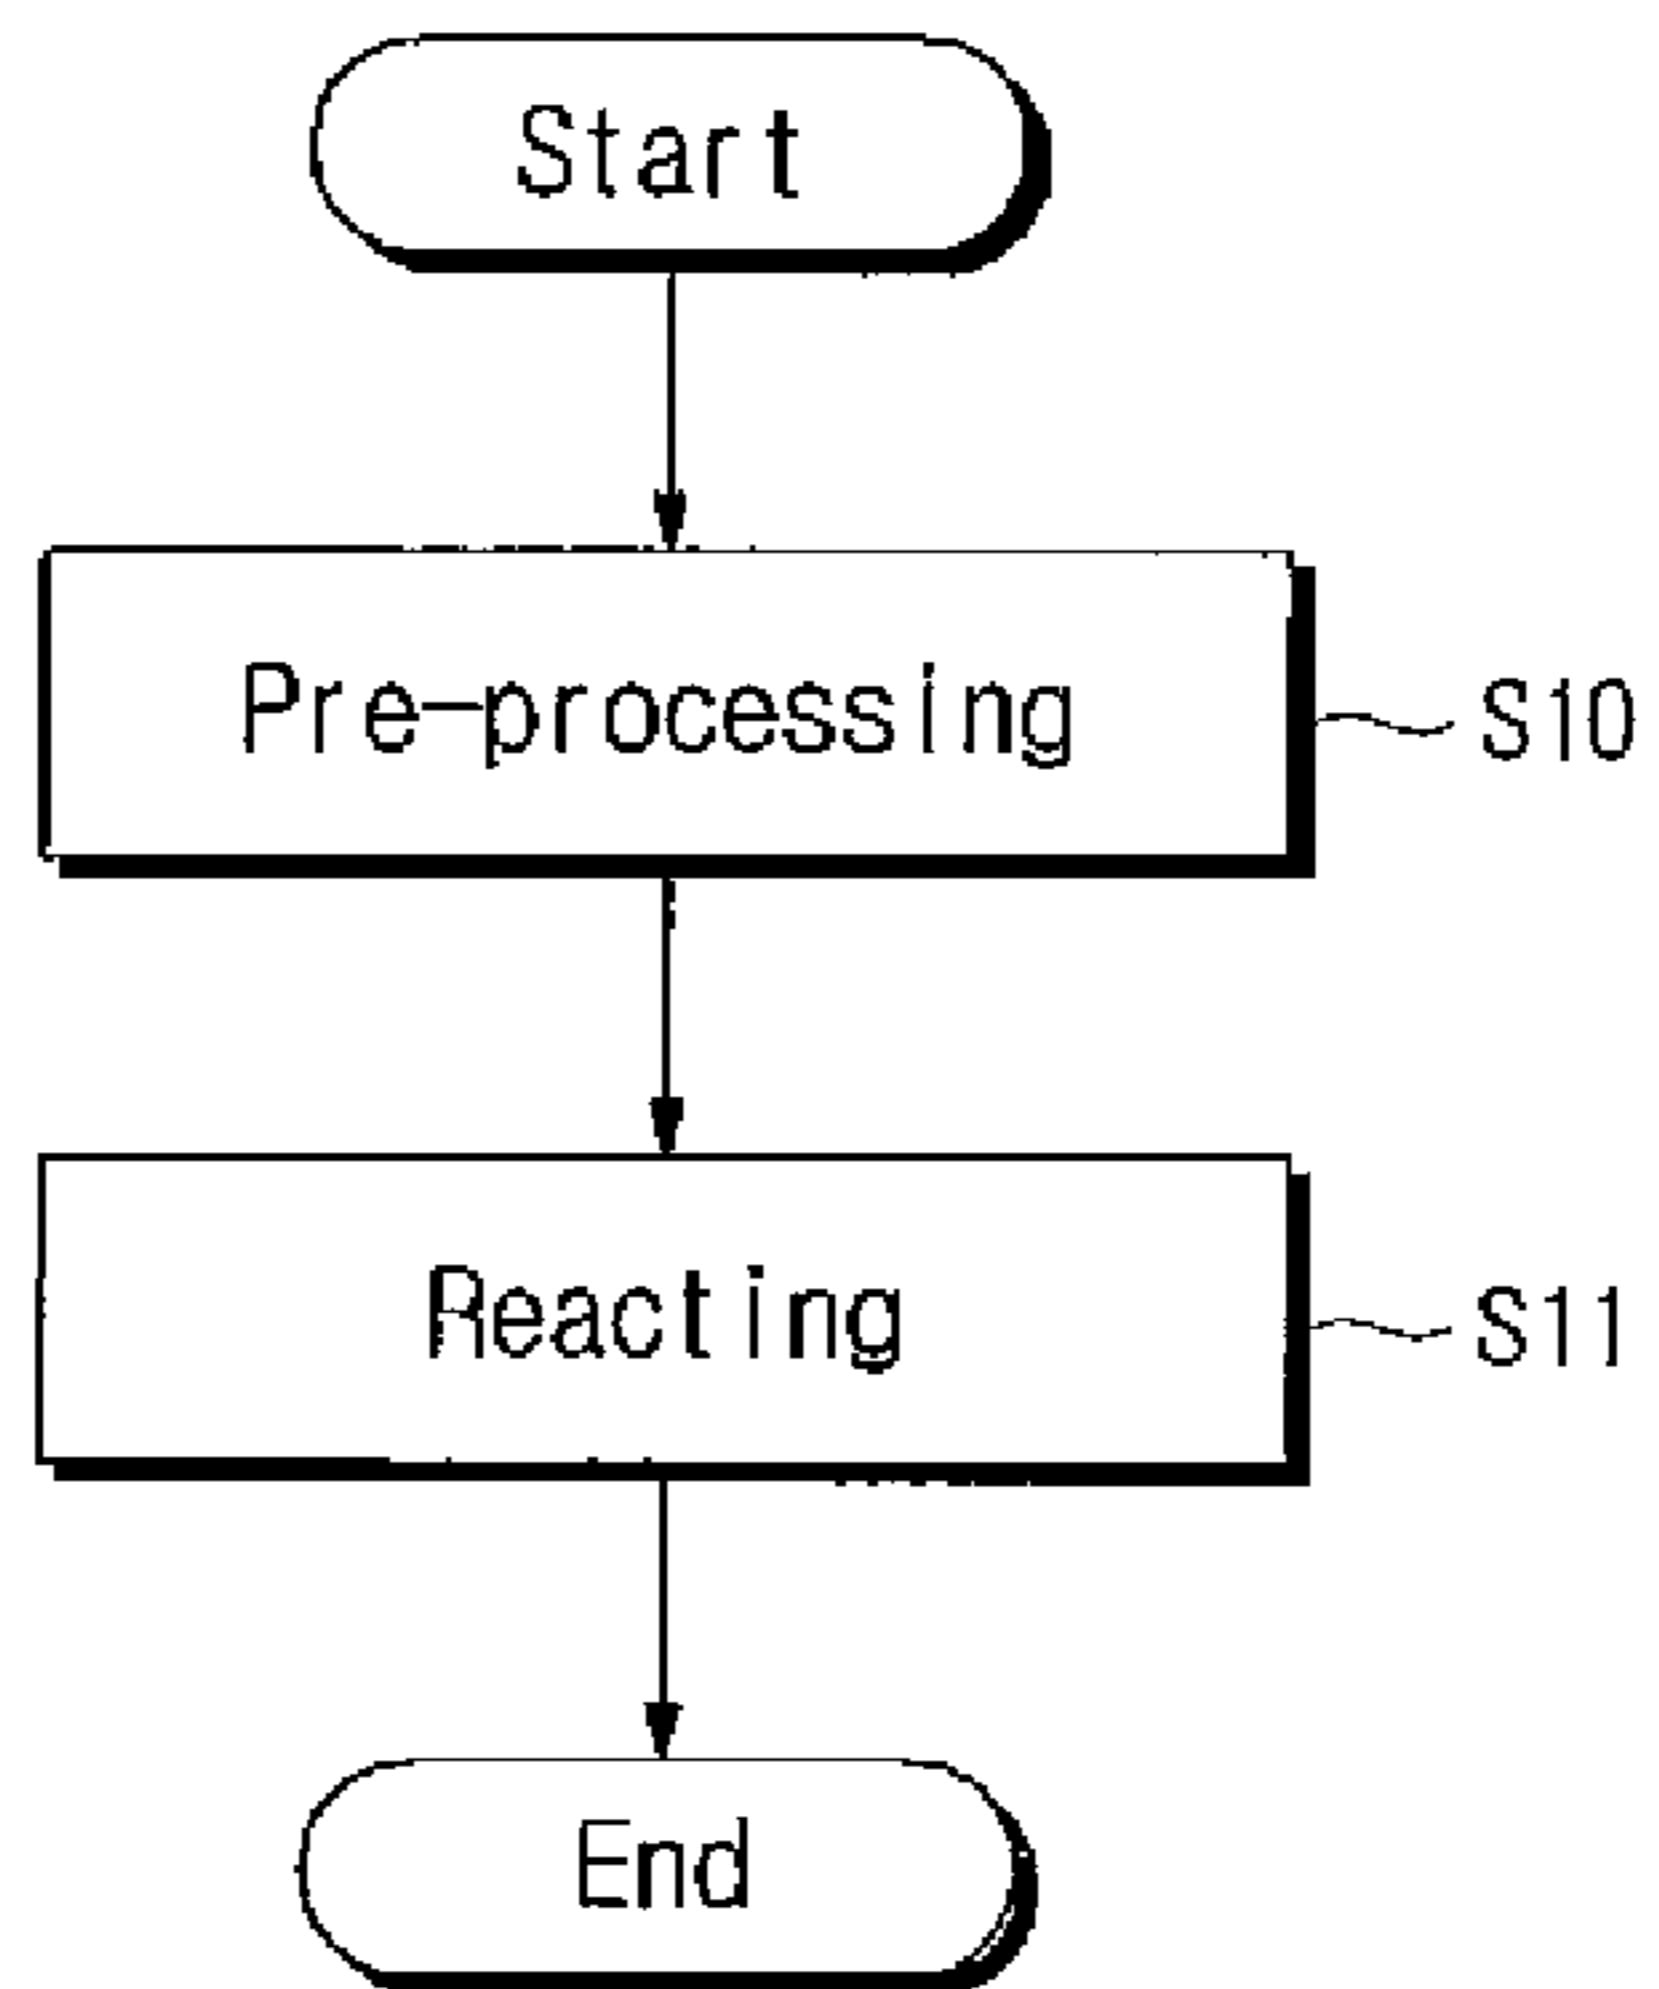 Start
Pre-processing
S10
Reacting
S11
End